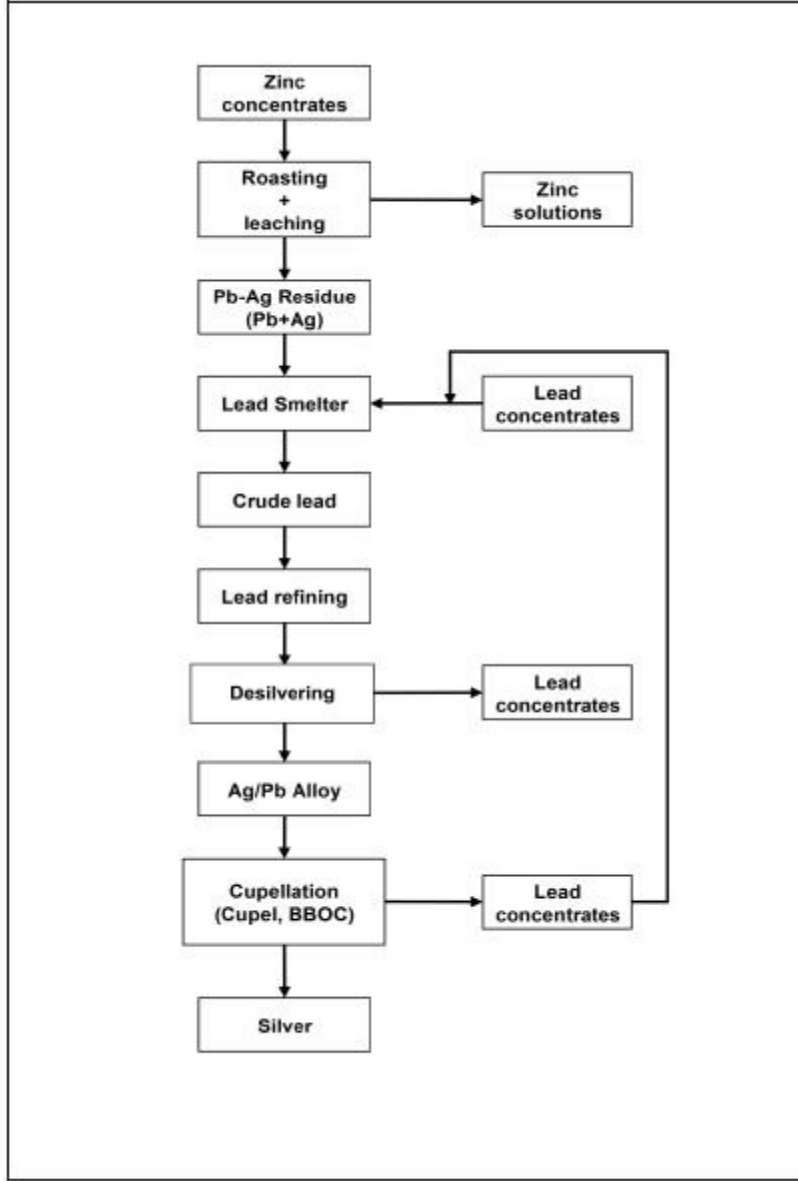 Zinc
concentrates
Roasting
+
leaching
Zinc
solutions
Pb-Ag Residue
(Pb+Ag)
Lead Smelter
Lead
concentrates
Crude lead
Lead refining
Desilvering
Lead
concentrates
Ag/Pb Alloy
Cupellation
(Cupel, BBOC)
Lead
concentrates
Silver